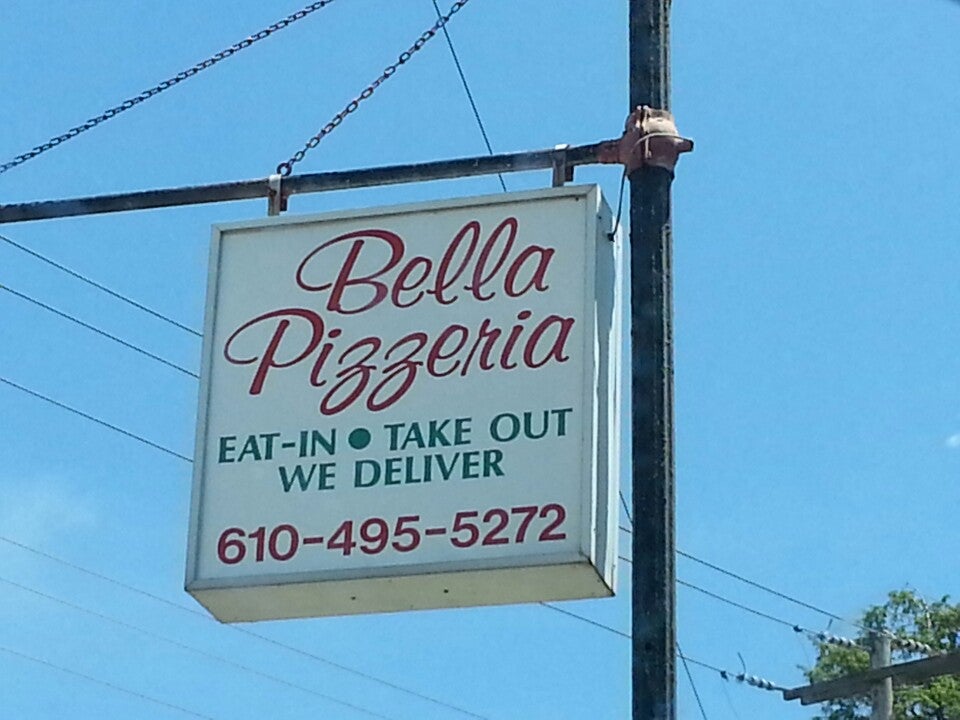 Bella
Pizzeria
EAT-IN • TAKE OUT
WE DELIVER
610-495-5272